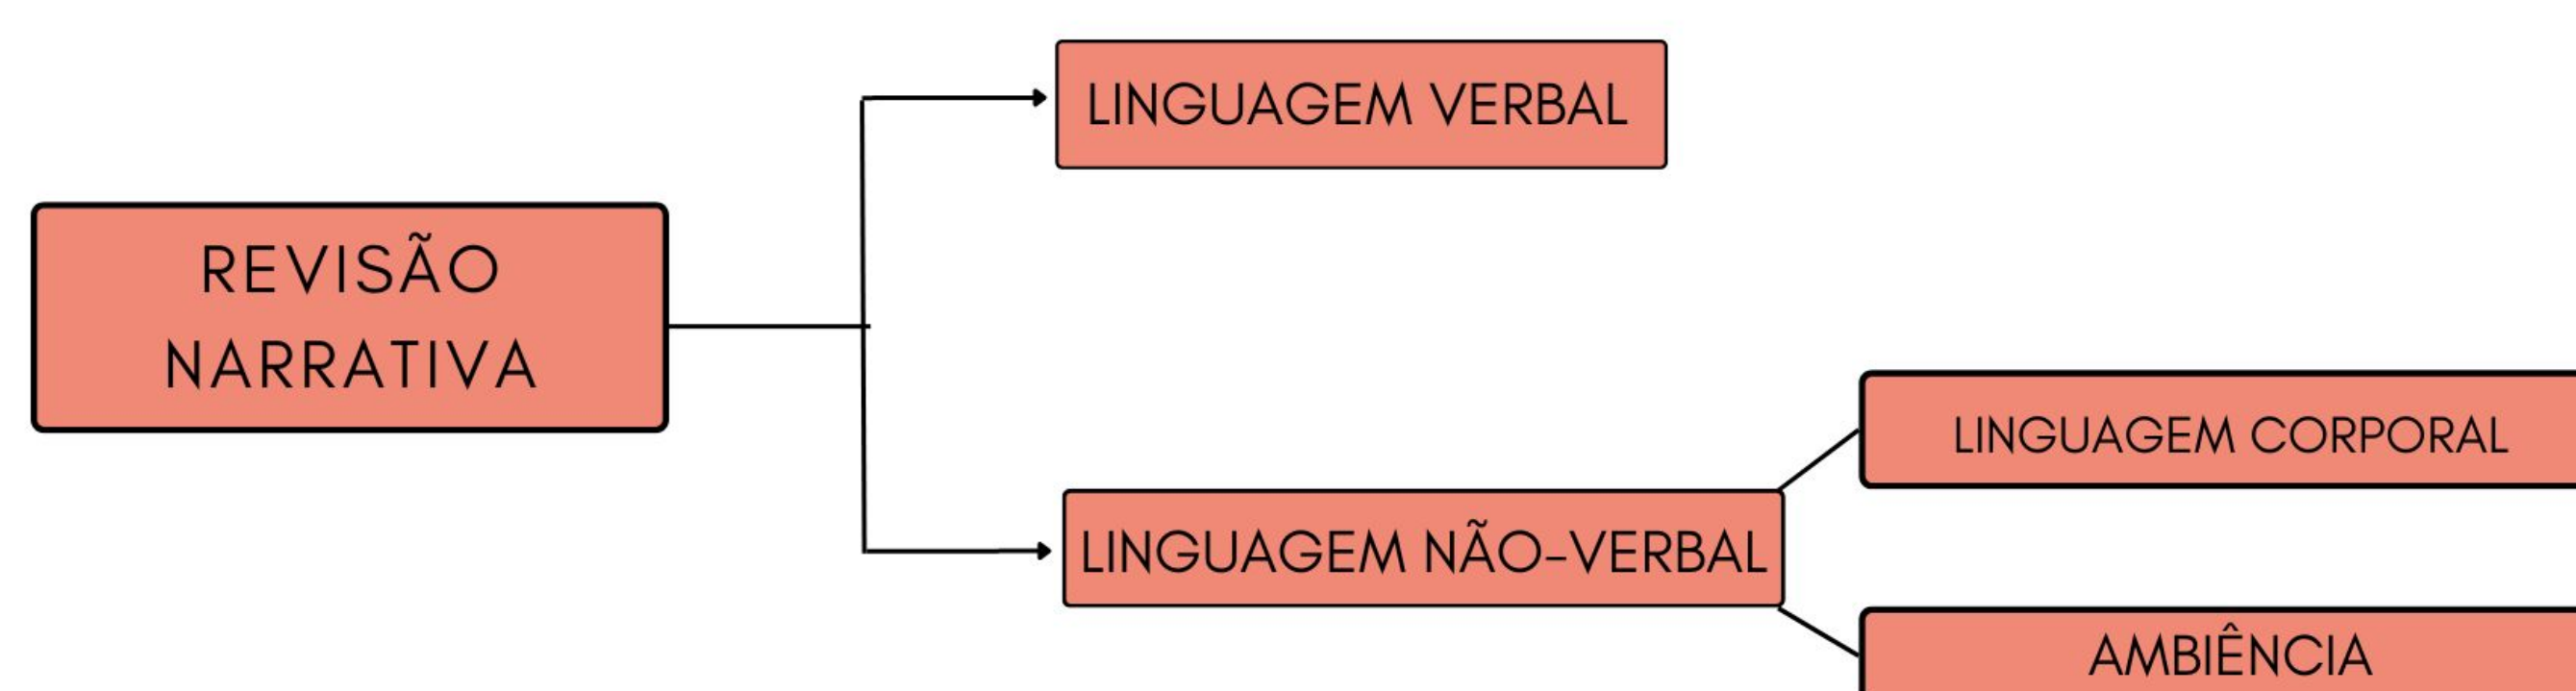 REVISÃO
NARRATIVA
LINGUAGEM VERBAL
LINGUAGEM NÃO-VERBAL
LINGUAGEM CORPORAL
AMBIÊNCIA